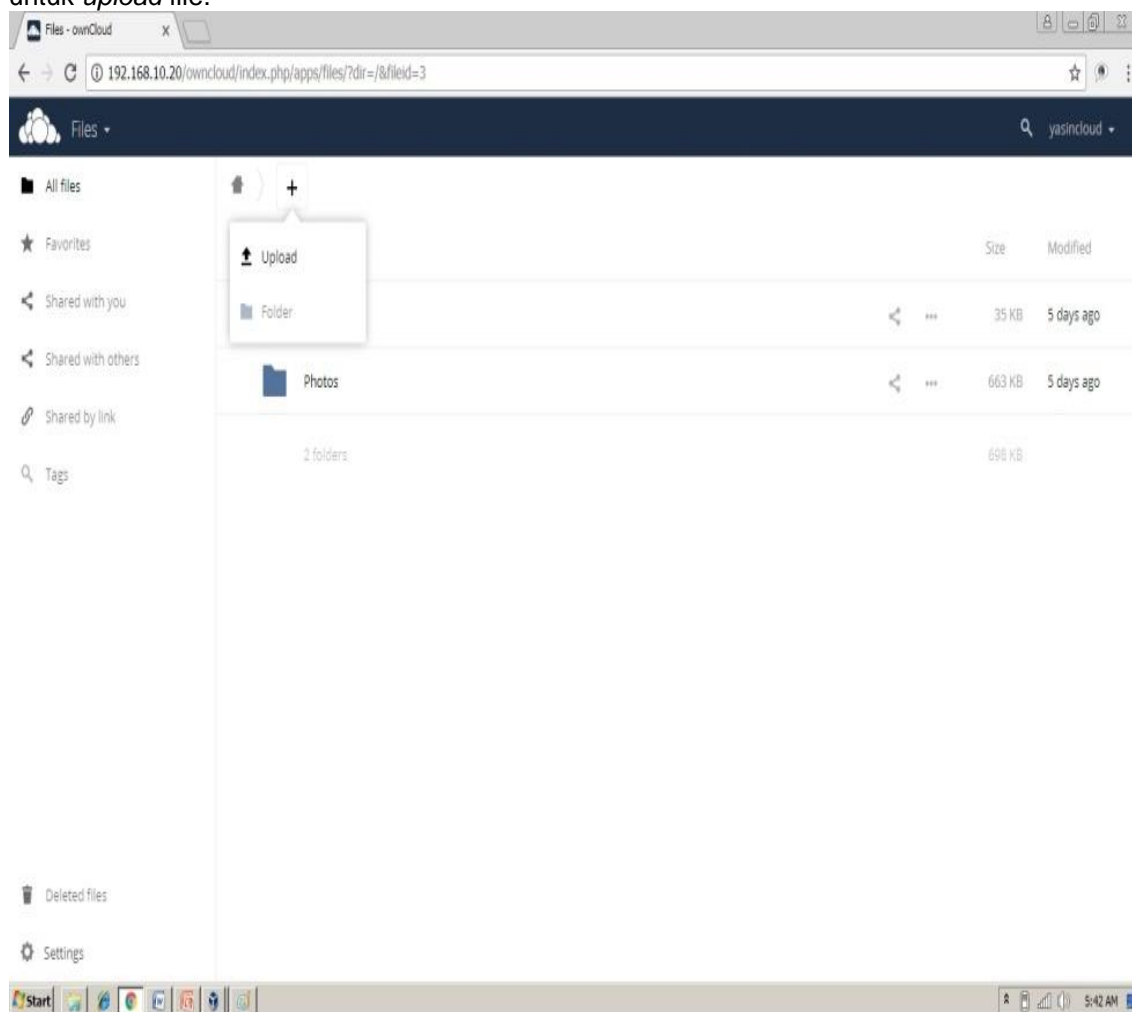 untuk upload file.
Files - ownCloud x
192.168.10.20/owncloud/index.php/apps/files/?dir=/&fileid=3
Files
yasincloud
All files
+
Favorites
Upload
Size Modified
Shared with you
Folder
35 KB 5 days ago
Shared with others
Photos
663 KB 5 days ago
Shared by link
2 folders
698 KB
Tags
Deleted files
Settings
Start
5:42 AM